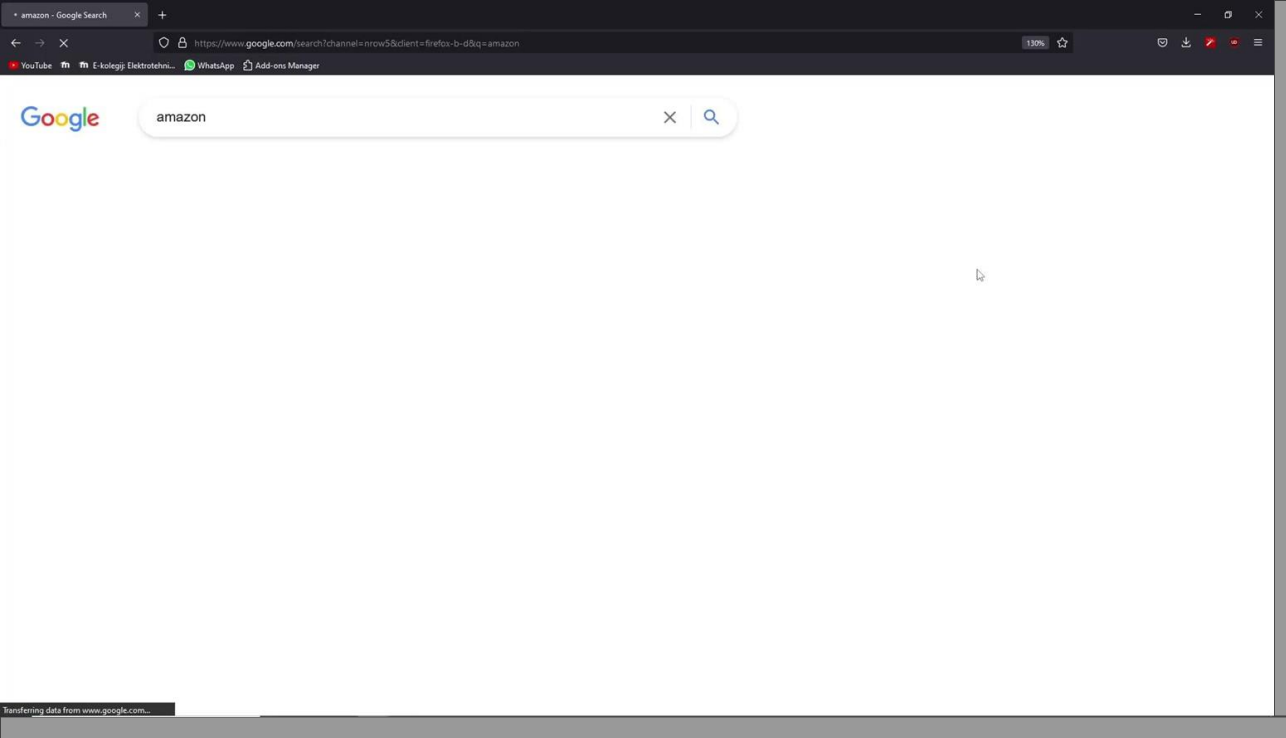 amazon - Google Search
https://www.google.com/search?channel=nrow5&client=firefox-b-d&q=amazon
130%
YouTube E-kolegij: Elektrotehni... WhatsApp Add-ons Manager
Google amazon
Transferring data from www.google.com...